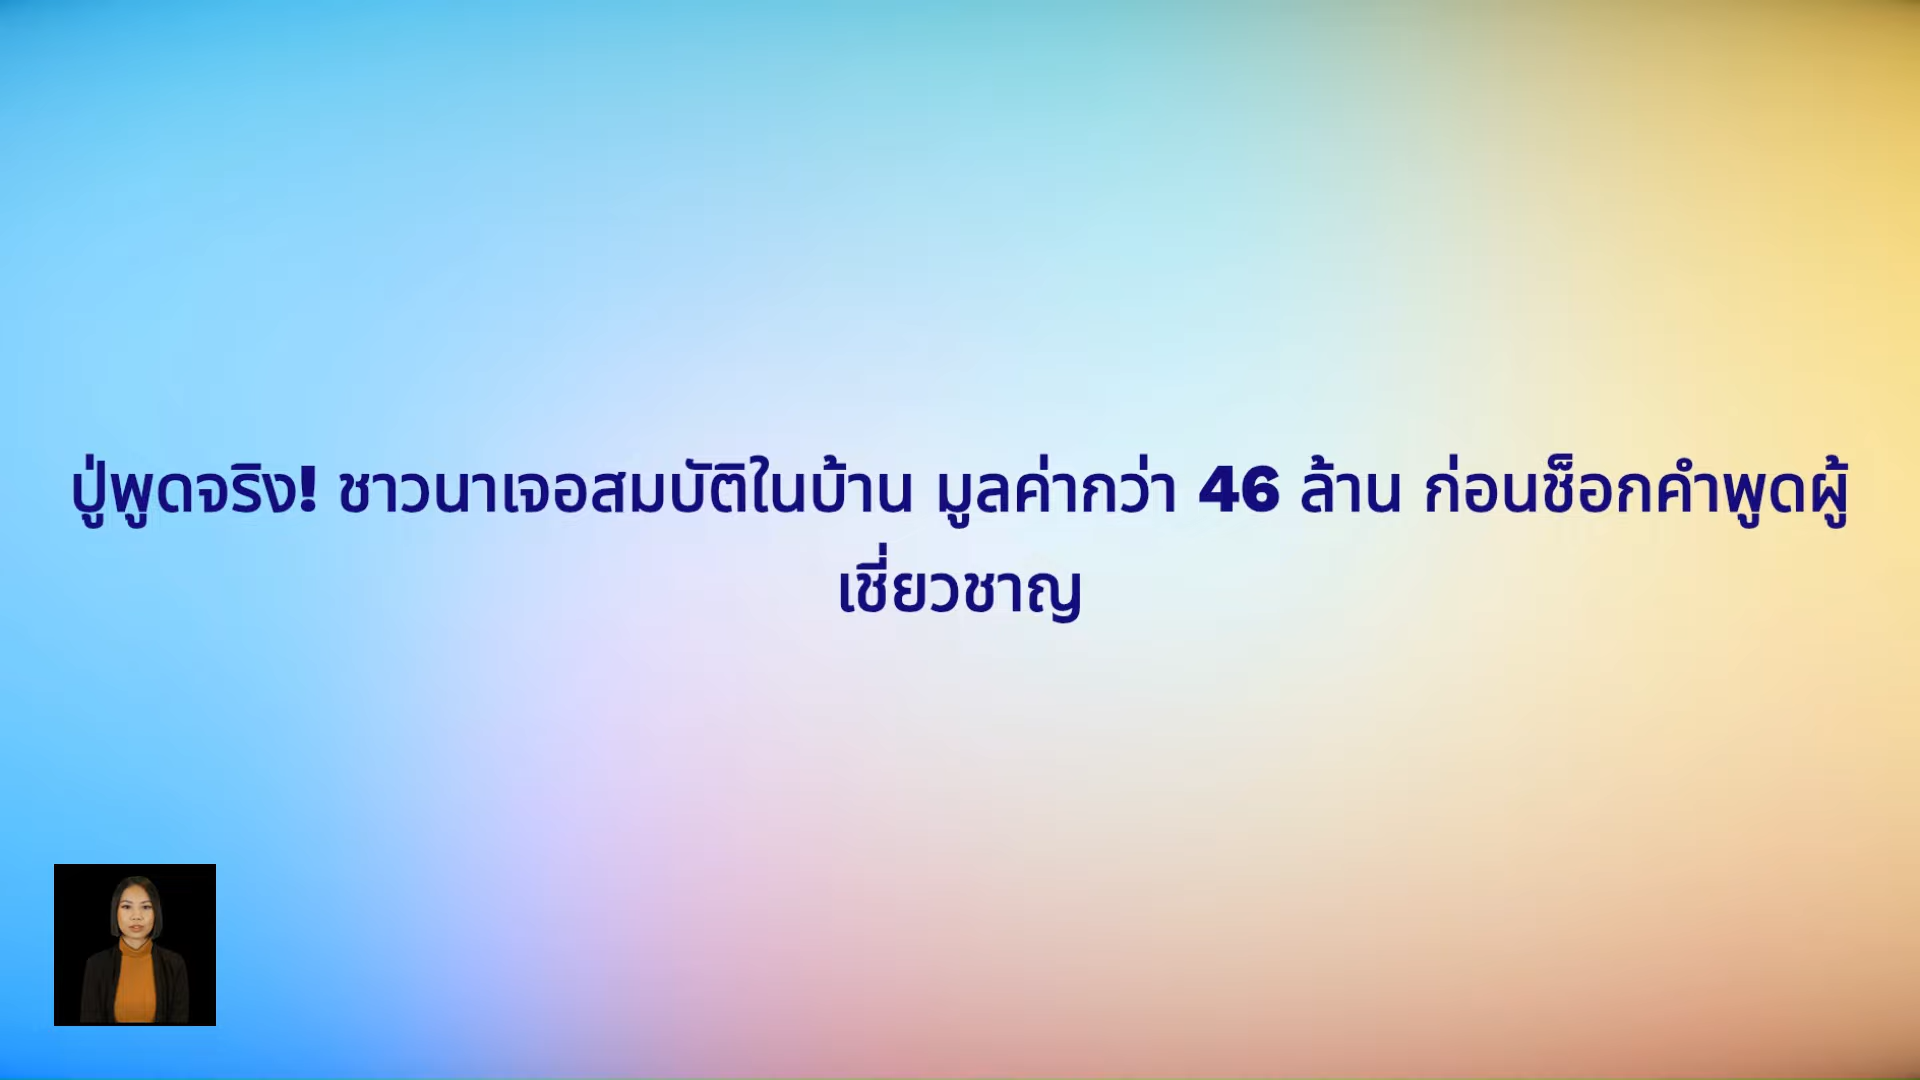 ปู่พูดจริง! ชาวนาเจอสมบัติในบ้าน มูลค่ากว่า 46 ล้าน ก่อนช็อกคำพูดผู้
เชี่ยวชาญ